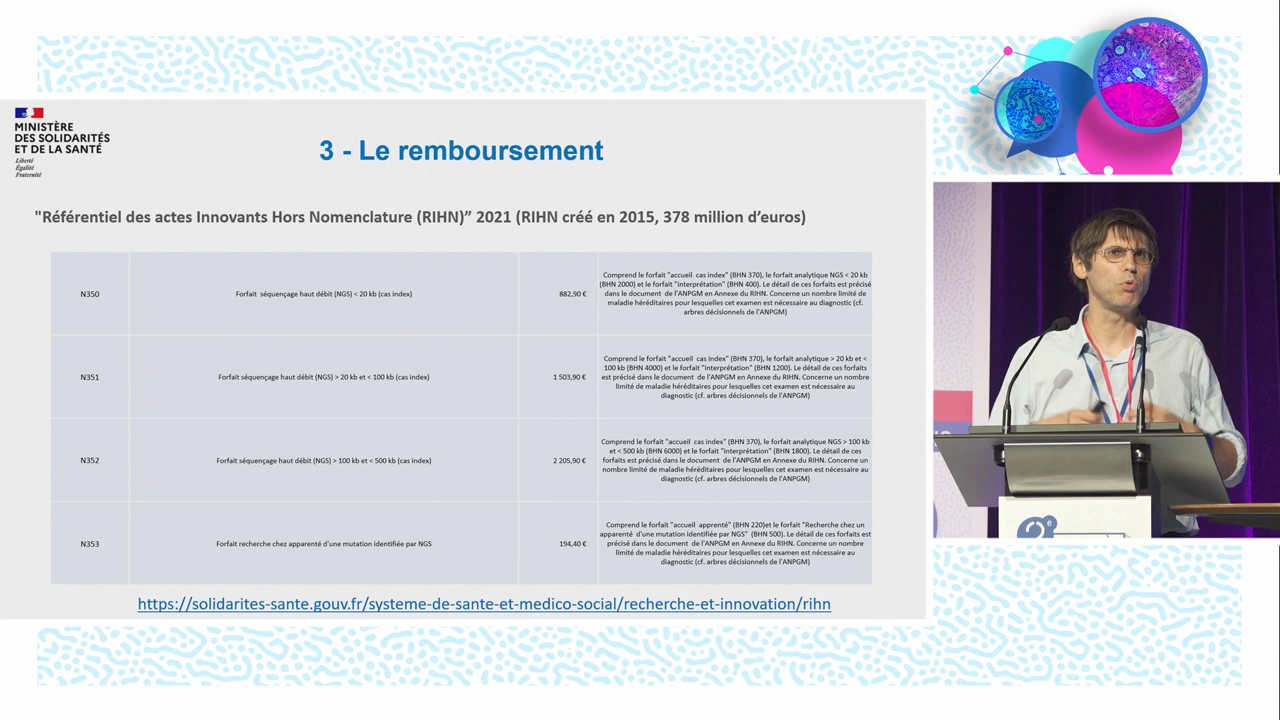 MINISTÈRE
DES SOLIDARITÉS
ET DE LA SANTÉ
Liberté
Égalité
Fraternité
3 - Le remboursement
"Référentiel des actes Innovants Hors Nomenclature (RIHN)” 2021 (RIHN créé en 2015, 378 million d’euros)
N350
Forfait séquençage haut débit (NGS) < 20 kb (cas index)
882,90 €
Comprend le forfait "accueil cas index" (BHN 370), le forfait analytique NGS < 20 kb
(BHN 2000) et le forfait "interprétation" (BHN 400). Le détail de ces forfaits est précisé
dans le document de l'ANPGM en Annexe du RIHN. Concerne un nombre limité de
maladie héréditaires pour lesquelles cet examen est nécessaire au diagnostic (cf.
arbres décisionnels de l'ANPGM)
N351
Forfait séquençage haut débit (NGS) > 20 kb et < 100 kb (cas index)
1 503,90 €
Comprend le forfait "accueil cas index" (BHN 370), le forfait analytique > 20 kb et <
100 kb (BHN 4000) et le forfait "interprétation" (BHN 1200). Le détail de ces forfaits
est précisé dans le document de l'ANPGM en Annexe du RIHN. Concerne un nombre
limité de maladie héréditaires pour lesquelles cet examen est nécessaire au
diagnostic (cf. arbres décisionnels de l'ANPGM)
N352
Forfait séquençage haut débit (NGS) > 100 kb et < 500 kb (cas index)
2 205,90 €
Comprend le forfait "accueil cas index" (BHN 370), le forfait analytique NGS > 100 kb
et < 500 kb (BHN 6000) et le forfait "interprétation" (BHN 1800). Le détail de ces
forfaits est précisé dans le document de l'ANPGM en Annexe du RIHN. Concerne un
nombre limité de maladie héréditaires pour lesquelles cet examen est nécessaire au
diagnostic (cf. arbres décisionnels de l'ANPGM)
N353
Forfait recherche chez apparenté d'une mutation identifiée par NGS
194,40 €
Comprend le forfait "accueil apprenté" (BHN 220)et le forfait "Recherche chez un
apparenté d'une mutation identifiée par NGS" (BHN 500). Le détail de ces forfaits est
précisé dans le document de l'ANPGM en Annexe du RIHN. Concerne un nombre
limité de maladie héréditaires pour lesquelles cet examen est nécessaire au
diagnostic (cf. arbres décisionnels de l'ANPGM)
https://solidarites-sante.gouv.fr/systeme-de-sante-et-medico-social/recherche-et-innovation/rihn
2e